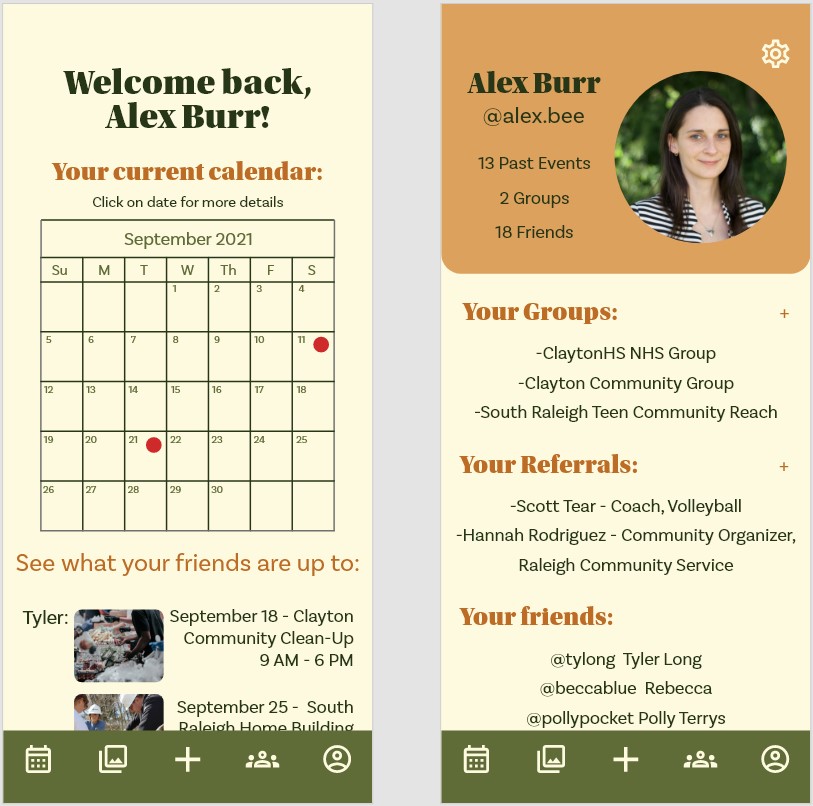 Welcome back,
Alex Burr!
Your current calendar:
Click on date for more details
September 2021
Su M T W Th F S
1 2 3 4
5 6 7 8 9 10 11
12 13 14 15 16 17 18
19 20 21 22 23 24 25
26 27 28 29 30
See what your friends are up to:
Tyler:
September 18 - Clayton
Community Clean-Up
9 AM - 6 PM
September 25 - South
Raleigh Home Building
Alex Burr
@alex.bee
13 Past Events
2 Groups
18 Friends
Your Groups: +
-ClaytonHS NHS Group
-Clayton Community Group
-South Raleigh Teen Community Reach
Your Referrals: +
-Scott Tear - Coach, Volleyball
-Hannah Rodriguez - Community Organizer,
Raleigh Community Service
Your friends:
@tylong Tyler Long
@beccablue Rebecca
@pollypocket Polly Terrys